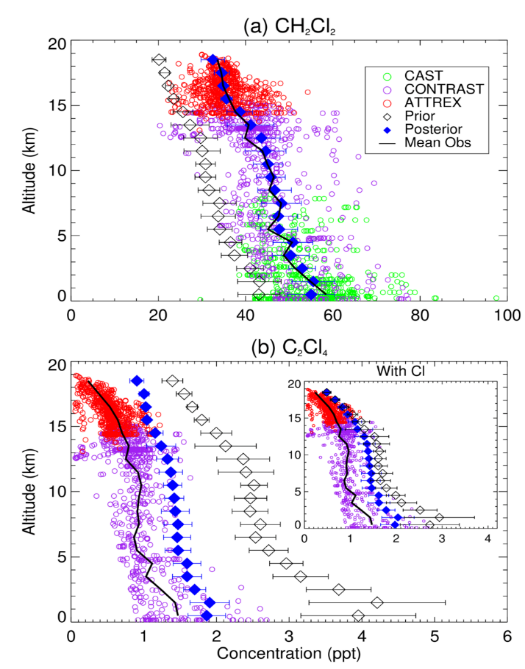 (a) CH₂Cl₂
20
15
10
5
0
Altitude (km)
0 20 40 60 80 100
CAST
CONTRAST
ATTREX
Prior
Posterior
Mean Obs
(b) C₂Cl₄
20
15
10
5
0
Altitude (km)
0 1 2 3 4 5 6
Concentration (ppt)
With Cl
20
15
10
5
0
0 1 2 3 4